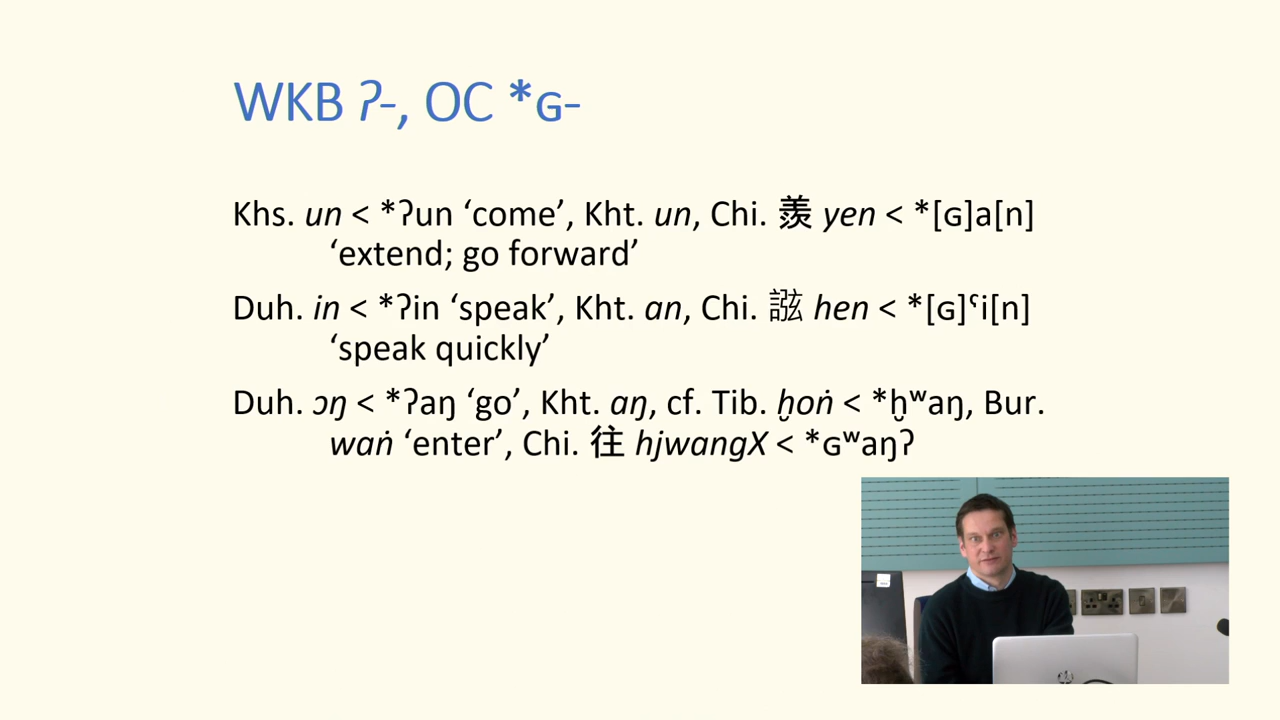 WKB ʔ-, OC *ɢ-
Khs. un < *ʔun ‘come’, Kht. un, Chi. 羨 yen < *[ɢ]a[n]
‘extend; go forward’
Duh. in < *ʔin ‘speak’, Kht. an, Chi. 誸 hen < *[ɢ]ˤi[n]
‘speak quickly’
Duh. ɔŋ < *ʔaŋ ‘go’, Kht. aŋ, cf. Tib. ḫoṅ < *ḫʷaŋ, Bur.
waṅ ‘enter’, Chi. 往 hjwangX < *ɢʷaŋʔ